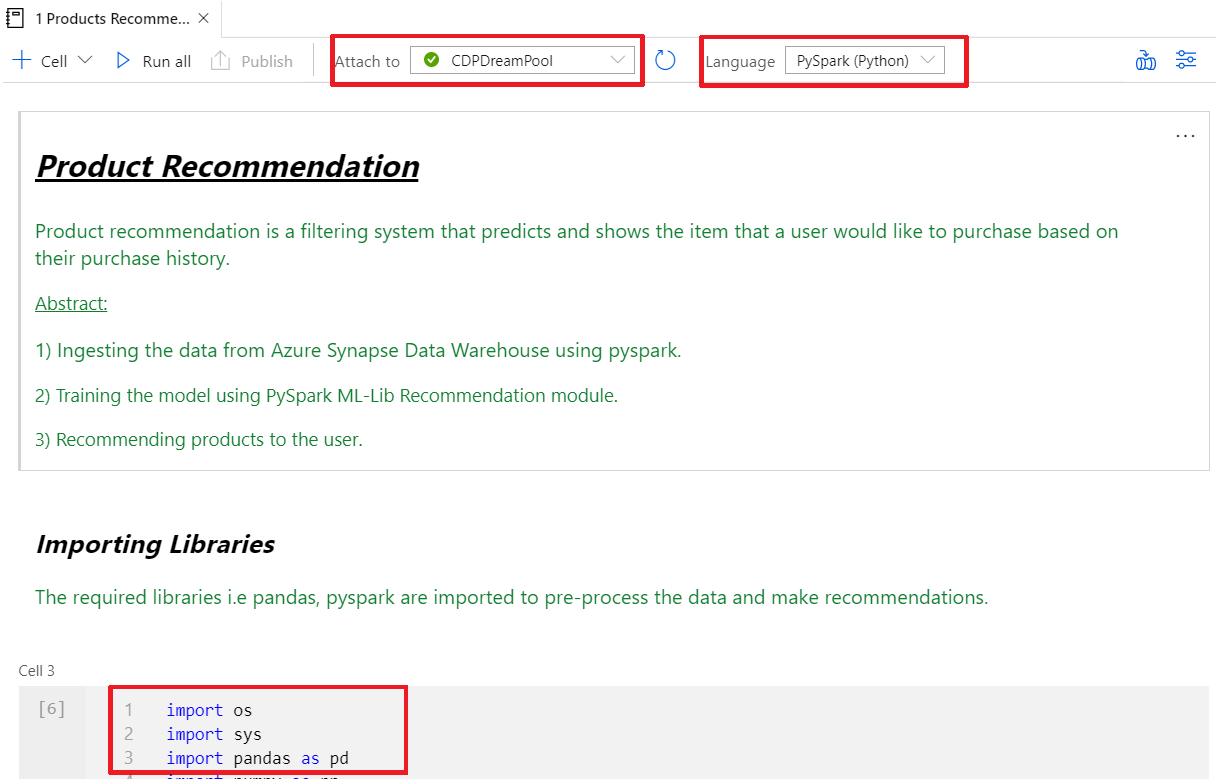 1 Products Recomme...
Cell Run all Publish Attach to CDPDreamPool Language PySpark (Python)
...
Product Recommendation
Product recommendation is a filtering system that predicts and shows the item that a user would like to purchase based on
their purchase history.
Abstract:
1) Ingesting the data from Azure Synapse Data Warehouse using pyspark.
2) Training the model using PySpark ML-Lib Recommendation module.
3) Recommending products to the user.
Importing Libraries
The required libraries i.e pandas, pyspark are imported to pre-process the data and make recommendations.
Cell 3
[6] 1 import os
2 import sys
3 import pandas as pd